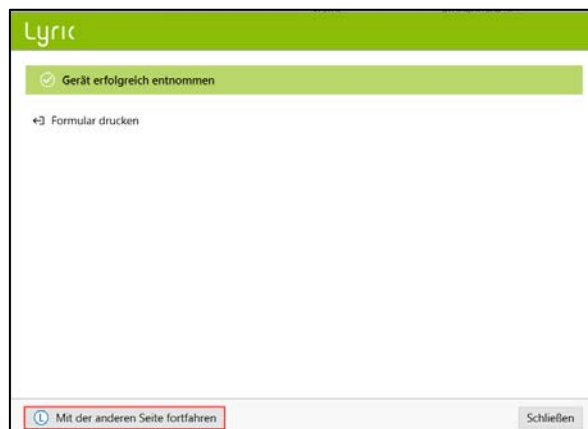 Lyric
Gerät erfolgreich entnommen
Formular drucken
L Mit der anderen Seite fortfahren
Schließen